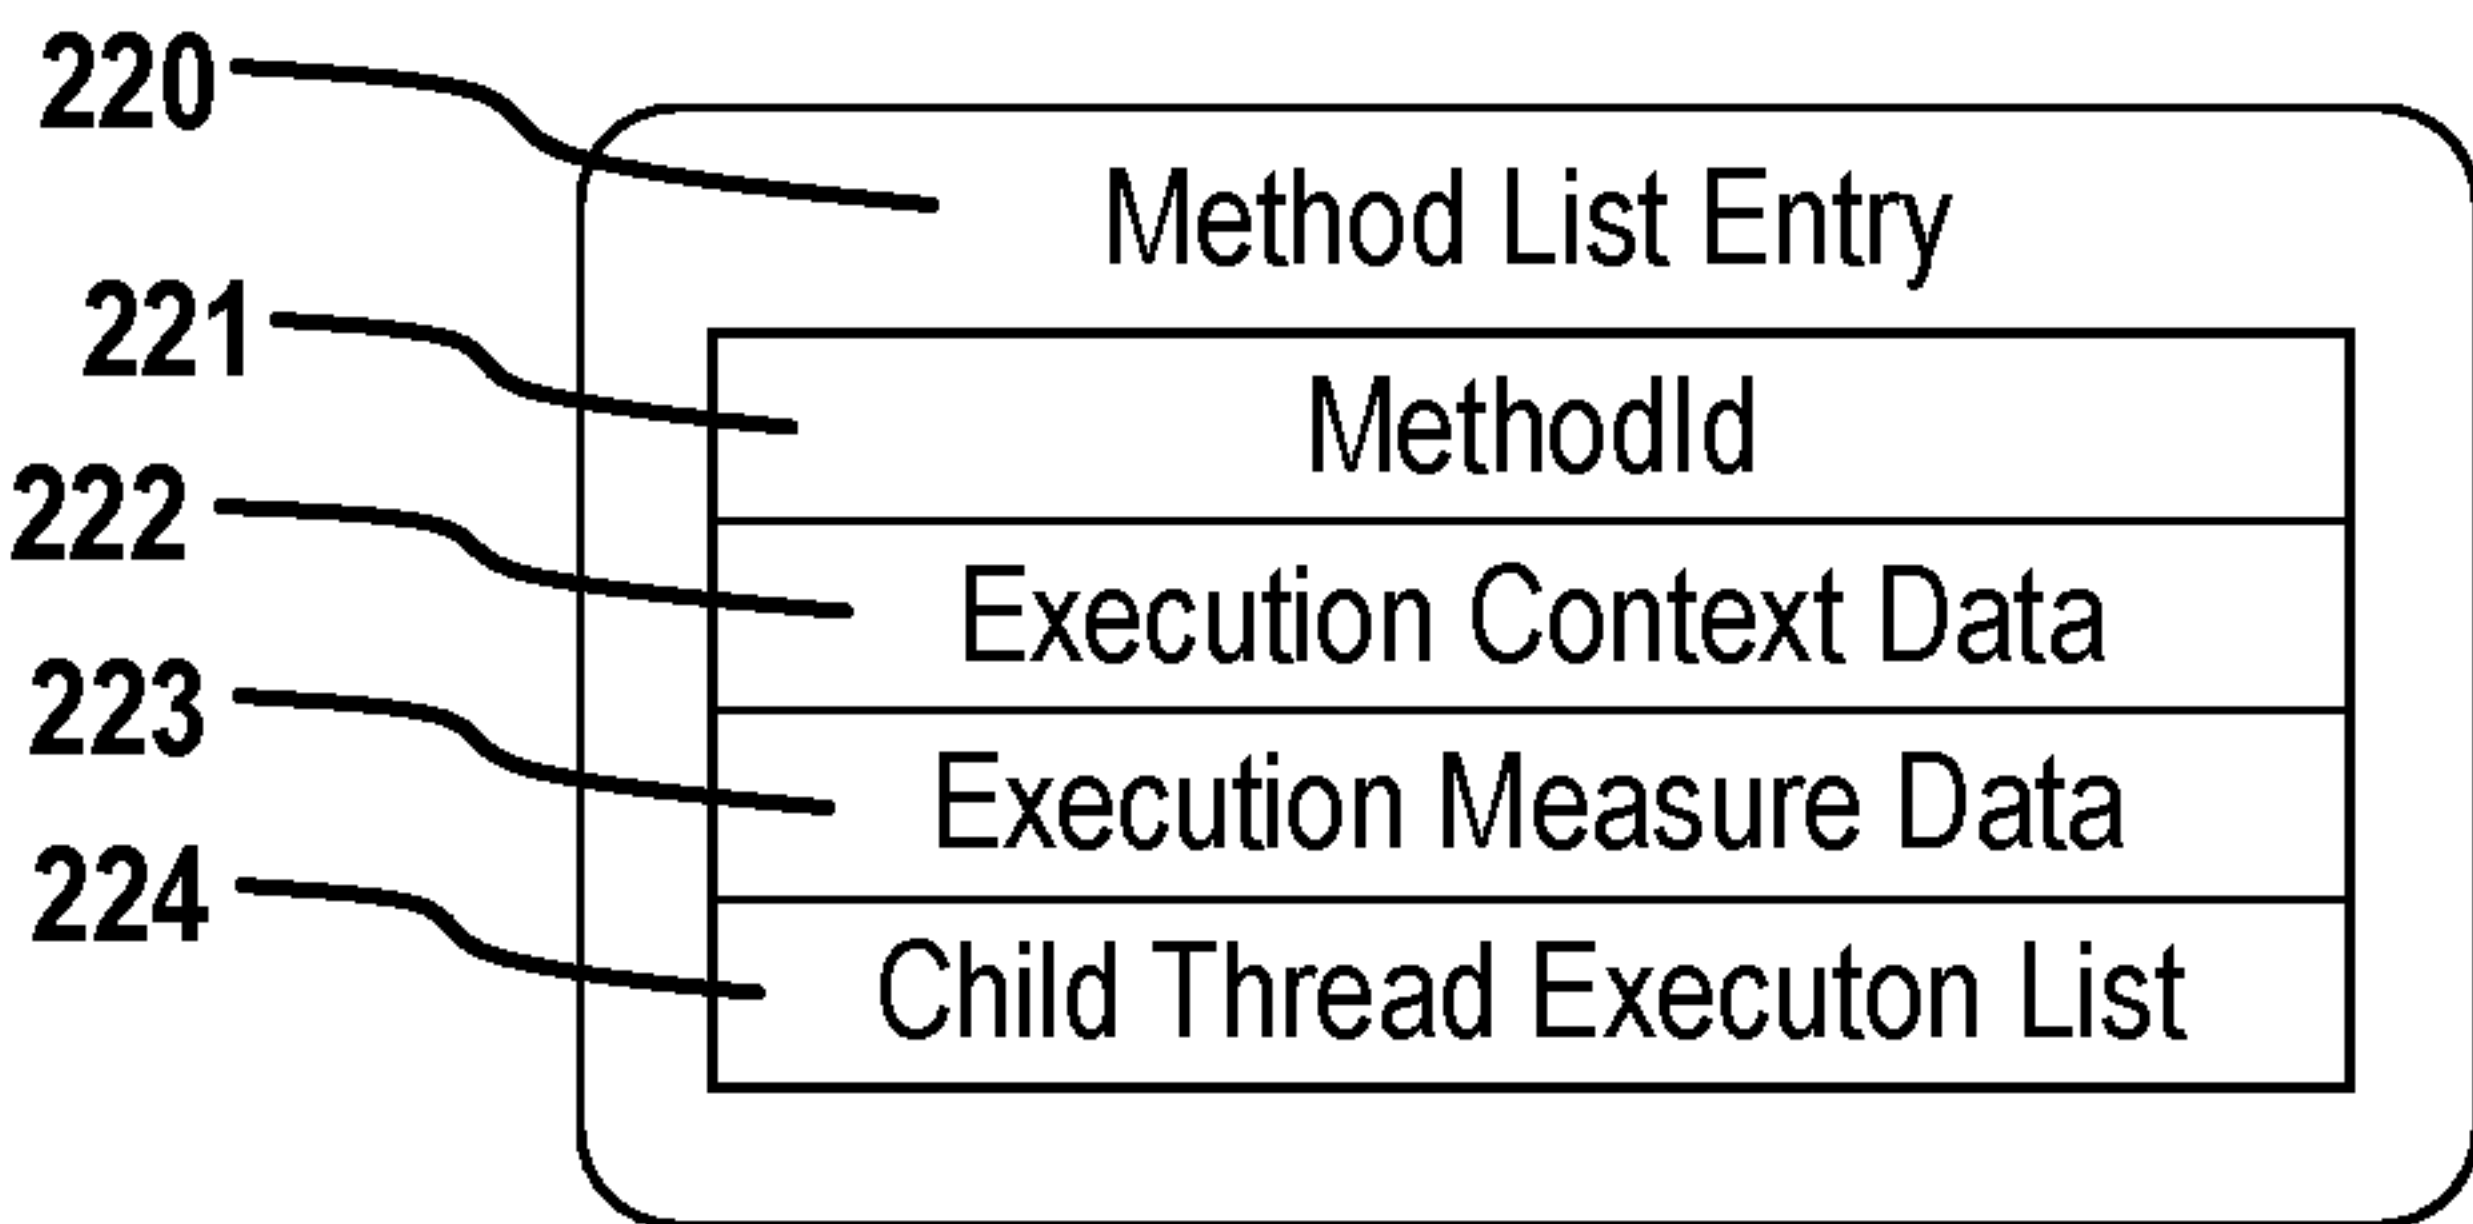 220
Method List Entry
221
MethodId
222
Execution Context Data
223
Execution Measure Data
224
Child Thread Executon List